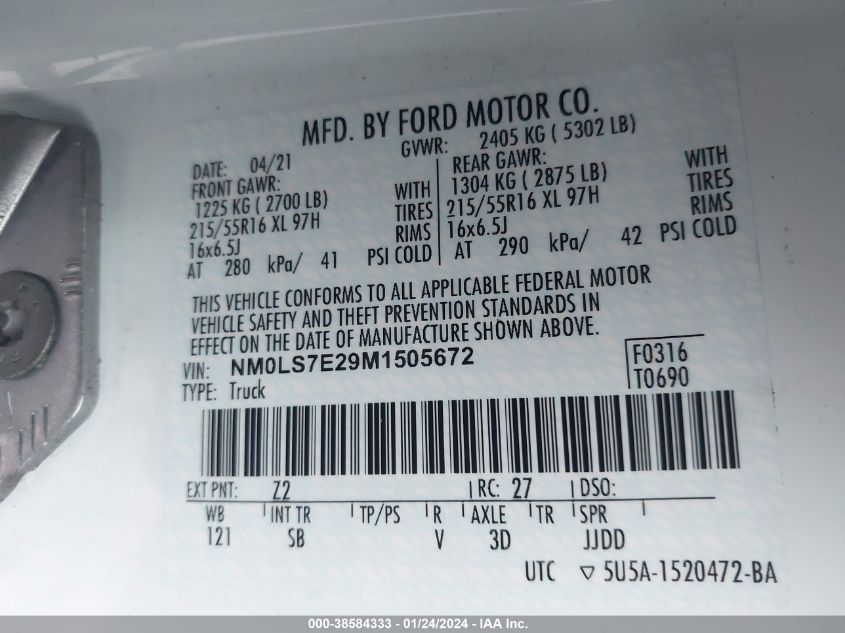 MFD. BY FORD MOTOR CO.
DATE: 04/21
GVWR: 2405 KG ( 5302 LB)
FRONT GAWR:
1225 KG ( 2700 LB) WITH
215/55R16 XL 97H TIRES
16x6.5J RIMS
AT 280 kPa/ 41 PSI COLD
REAR GAWR:
1304 KG ( 2875 LB) WITH
215/55R16 XL 97H TIRES
16x6.5J RIMS
AT 290 kPa/ 42 PSI COLD
THIS VEHICLE CONFORMS TO ALL APPLICABLE FEDERAL MOTOR
VEHICLE SAFETY AND THEFT PREVENTION STANDARDS IN
EFFECT ON THE DATE OF MANUFACTURE SHOWN ABOVE.
VIN: NM0LS7E29M1505672
TYPE: Truck
F0316
T0690
EXT PNT: Z2 RC: 27 DSO:
WB INT TR TP/PS R AXLE TR SPR
121 SB V 3D JJDD
UTC ▽ 5U5A-1520472-BA
000-38584333 - 01/24/2024 - IAA Inc.